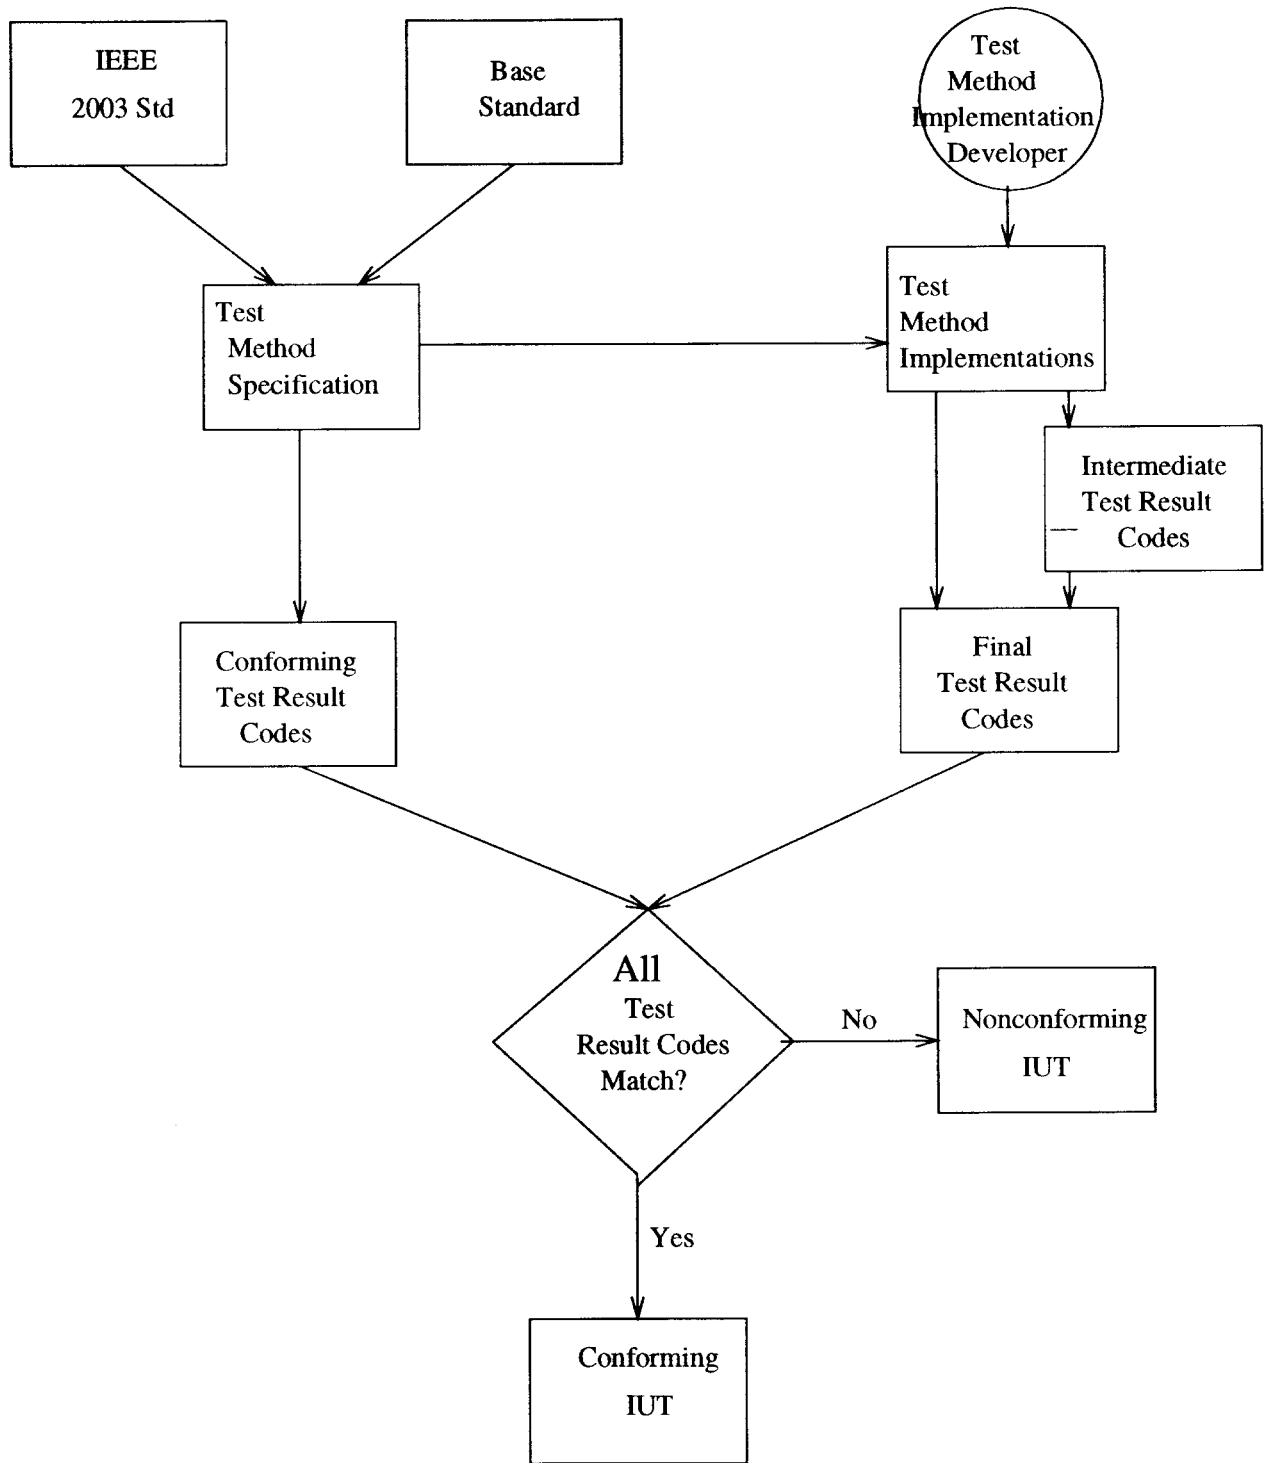 IEEE
2003 Std
Base
Standard
Test
Method
Implementation
Developer
Test
Method
Specification
Test
Method
Implementations
Intermediate
Test Result
Codes
Conforming
Test Result
Codes
Final
Test Result
Codes
All
Test
Result Codes
Match?
No
Nonconforming
IUT
Yes
Conforming
IUT